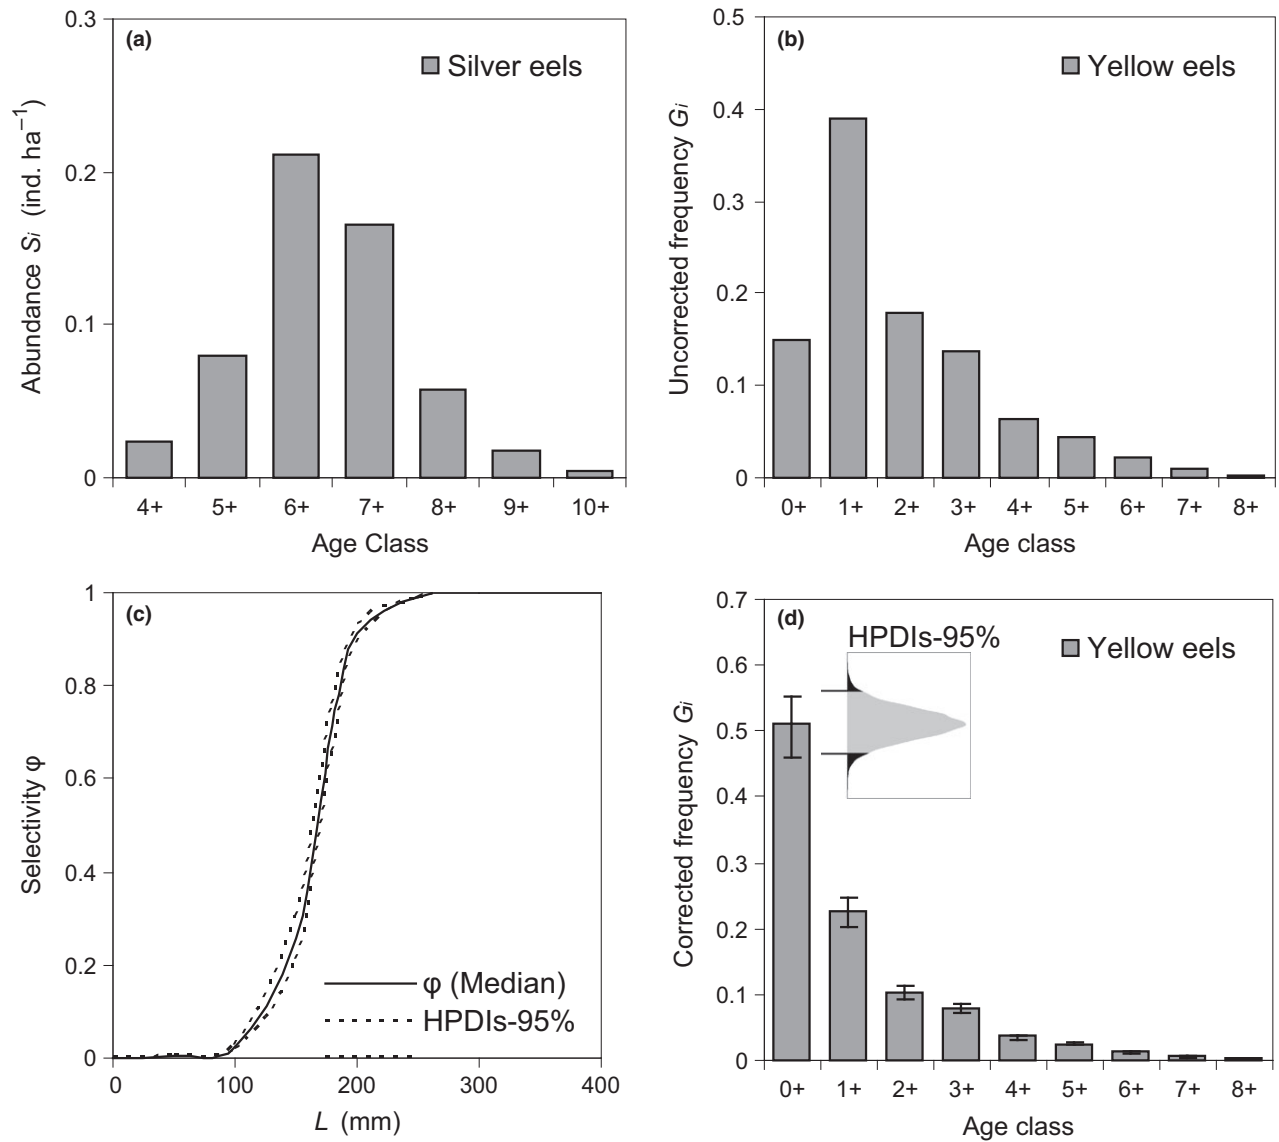 (a)
Silver eels
Abundance Si (ind. ha−1)
0.3
0.2
0.1
0
4+ 5+ 6+ 7+ 8+ 9+ 10+
Age Class
(b)
Yellow eels
Uncorrected frequency Gi
0.5
0.4
0.3
0.2
0.1
0
0+ 1+ 2+ 3+ 4+ 5+ 6+ 7+ 8+
Age class
(c)
Selectivity φ
1
0.8
0.6
0.4
0.2
0
φ (Median)
HPDIs-95%
0 100 200 300 400
L (mm)
(d)
HPDIs-95%
Yellow eels
Corrected frequency Gi
0.7
0.6
0.5
0.4
0.3
0.2
0.1
0
0+ 1+ 2+ 3+ 4+ 5+ 6+ 7+ 8+
Age class